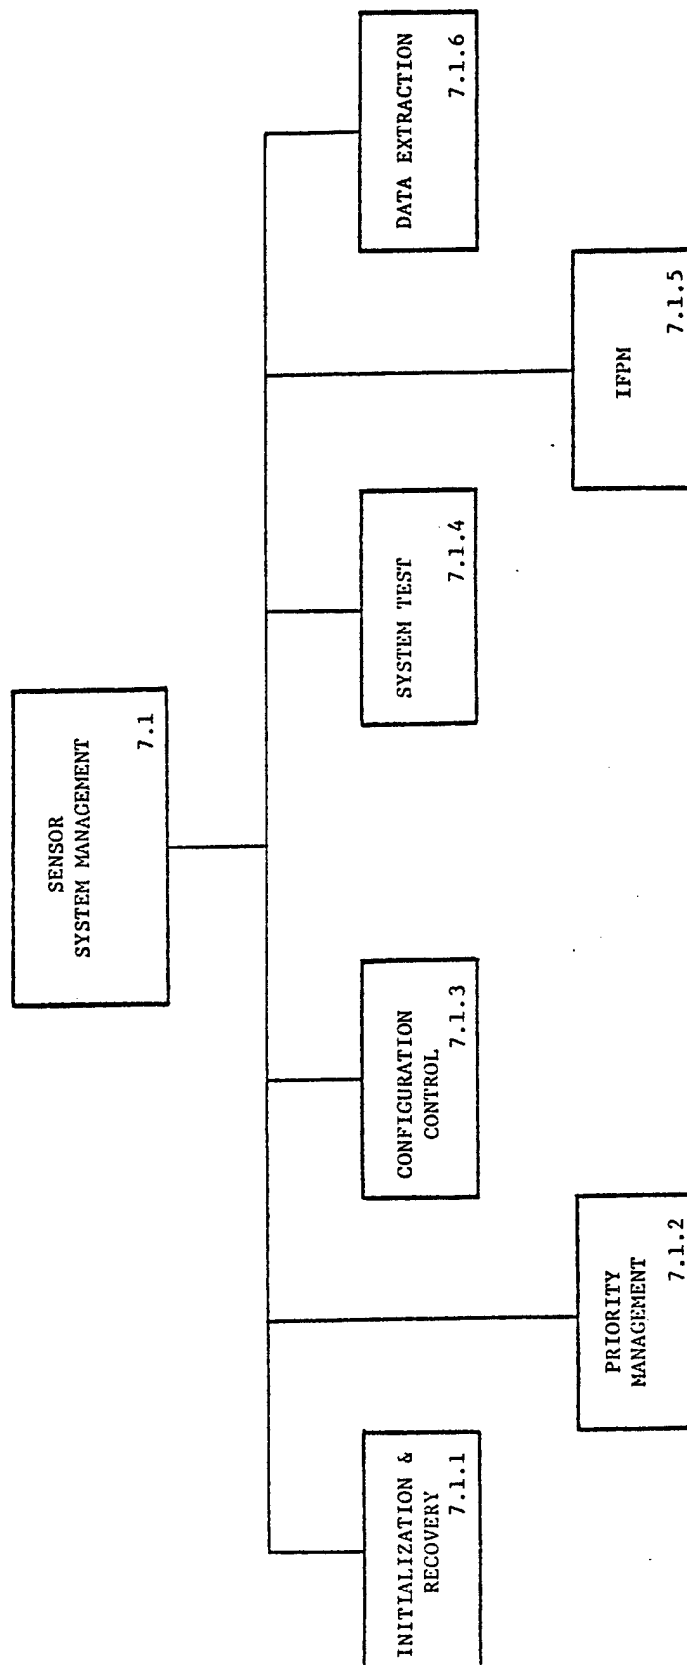 SENSOR
SYSTEM MANAGEMENT
7.1
INITIALIZATION &
RECOVERY
7.1.1
PRIORITY
MANAGEMENT
7.1.2
CONFIGURATION
CONTROL
7.1.3
SYSTEM TEST
7.1.4
IFPM
7.1.5
DATA EXTRACTION
7.1.6